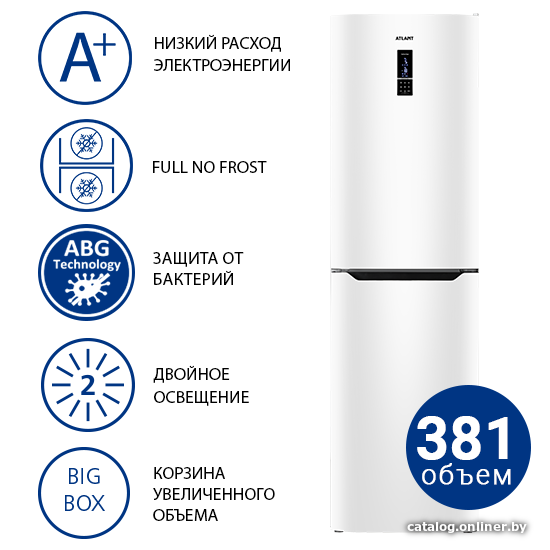 A+
НИЗКИЙ РАСХОД
ЭЛЕКТРОЭНЕРГИИ
FULL NO FROST
ABG
Technology
ЗАЩИТА ОТ
БАКТЕРИЙ
2
ДВОЙНОЕ
ОСВЕЩЕНИЕ
BIG
BOX
КОРЗИНА
УВЕЛИЧЕННОГО
ОБЪЕМА
ATLANT
381
объем
catalog.onliner.by